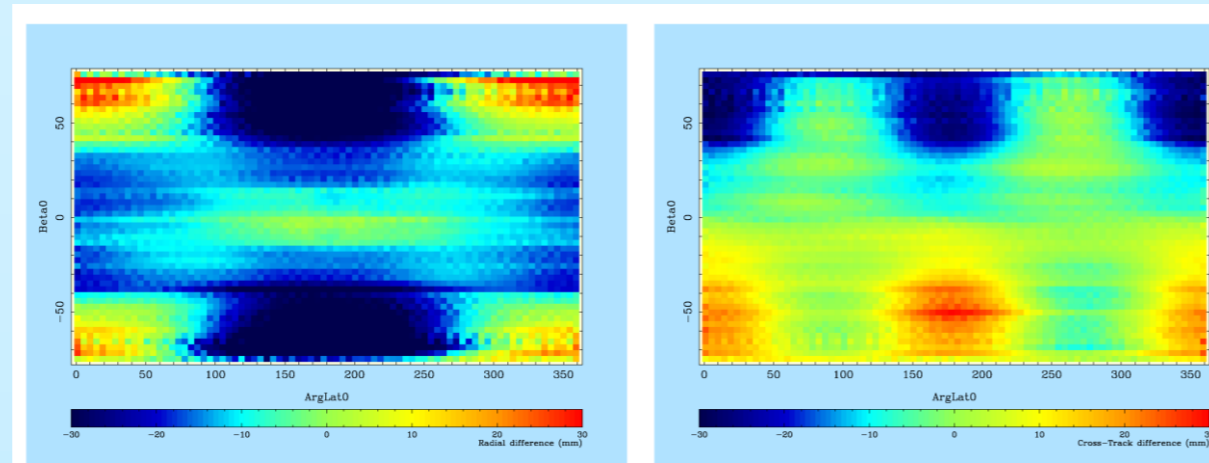 50
0
-50
Beta0
0 50 100 150 200 250 300 350
ArgLat0
-30 -20 -10 0 10 20 30
Radial difference (mm)
50
0
-50
Beta0
0 50 100 150 200 250 300 350
ArgLat0
-30 -20 -10 0 10 20 3
Cross-Track difference (mm)